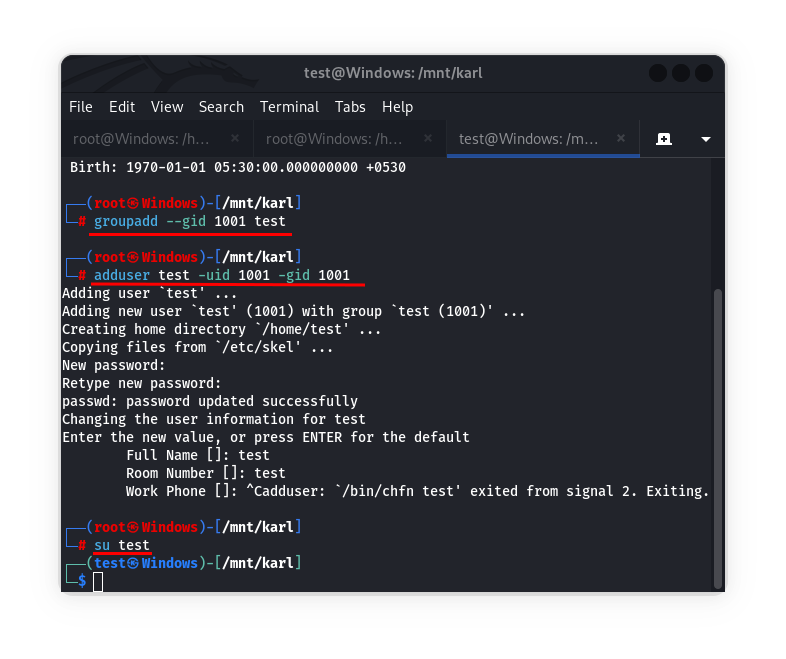 test@Windows: /mnt/karl
File Edit View Search Terminal Tabs Help
root@Windows: /h... × root@Windows: /h... × test@Windows: /m... ×
Birth: 1970-01-01 05:30:00.000000000 +0530
┌──(root㉿Windows)-[/mnt/karl]
└─# groupadd --gid 1001 test
┌──(root㉿Windows)-[/mnt/karl]
└─# adduser test -uid 1001 -gid 1001
Adding user `test' ...
Adding new user `test' (1001) with group `test (1001)' ...
Creating home directory `/home/test' ...
Copying files from `/etc/skel' ...
New password:
Retype new password:
passwd: password updated successfully
Changing the user information for test
Enter the new value, or press ENTER for the default
Full Name []: test
Room Number []: test
Work Phone []: ^Cadduser: `/bin/chfn test' exited from signal 2. Exiting.
┌──(root㉿Windows)-[/mnt/karl]
└─# su test
┌──(test㉿Windows)-[/mnt/karl]
└─$